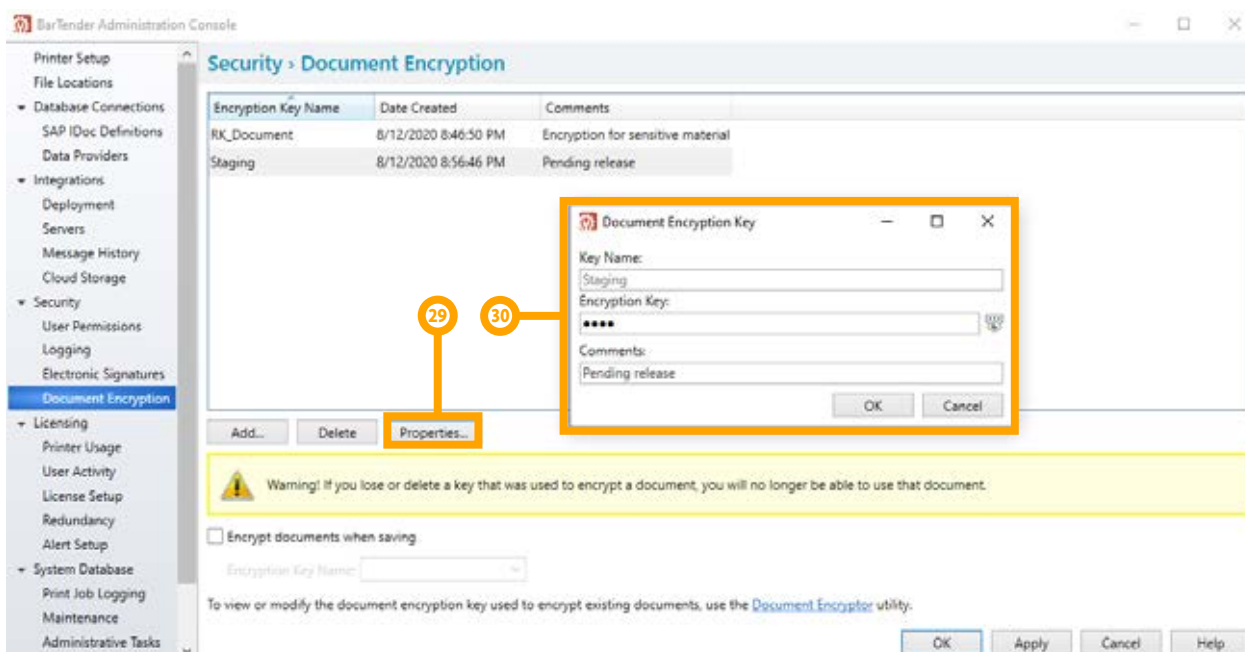 BarTender Administration Console
Printer Setup
File Locations
Database Connections
SAP IDoc Definitions
Data Providers
Integrations
Deployment
Servers
Message History
Cloud Storage
Security
User Permissions
Logging
Electronic Signatures
Document Encryption
Licensing
Printer Usage
User Activity
License Setup
Redundancy
Alert Setup
System Database
Print Job Logging
Maintenance
Administrative Tasks
Security › Document Encryption
Encryption Key Name Date Created Comments
RK_Document 8/12/2020 8:46:50 PM Encryption for sensitive material
Staging 8/12/2020 8:56:46 PM Pending release
29
30
Document Encryption Key
Key Name:
Staging
Encryption Key:
••••
Comments:
Pending release
OK Cancel
Add... Delete Properties...
Warning! If you lose or delete a key that was used to encrypt a document, you will no longer be able to use that document.
Encrypt documents when saving
Encryption Key Name:
To view or modify the document encryption key used to encrypt existing documents, use the Document Encryptor utility.
OK Apply Cancel Help